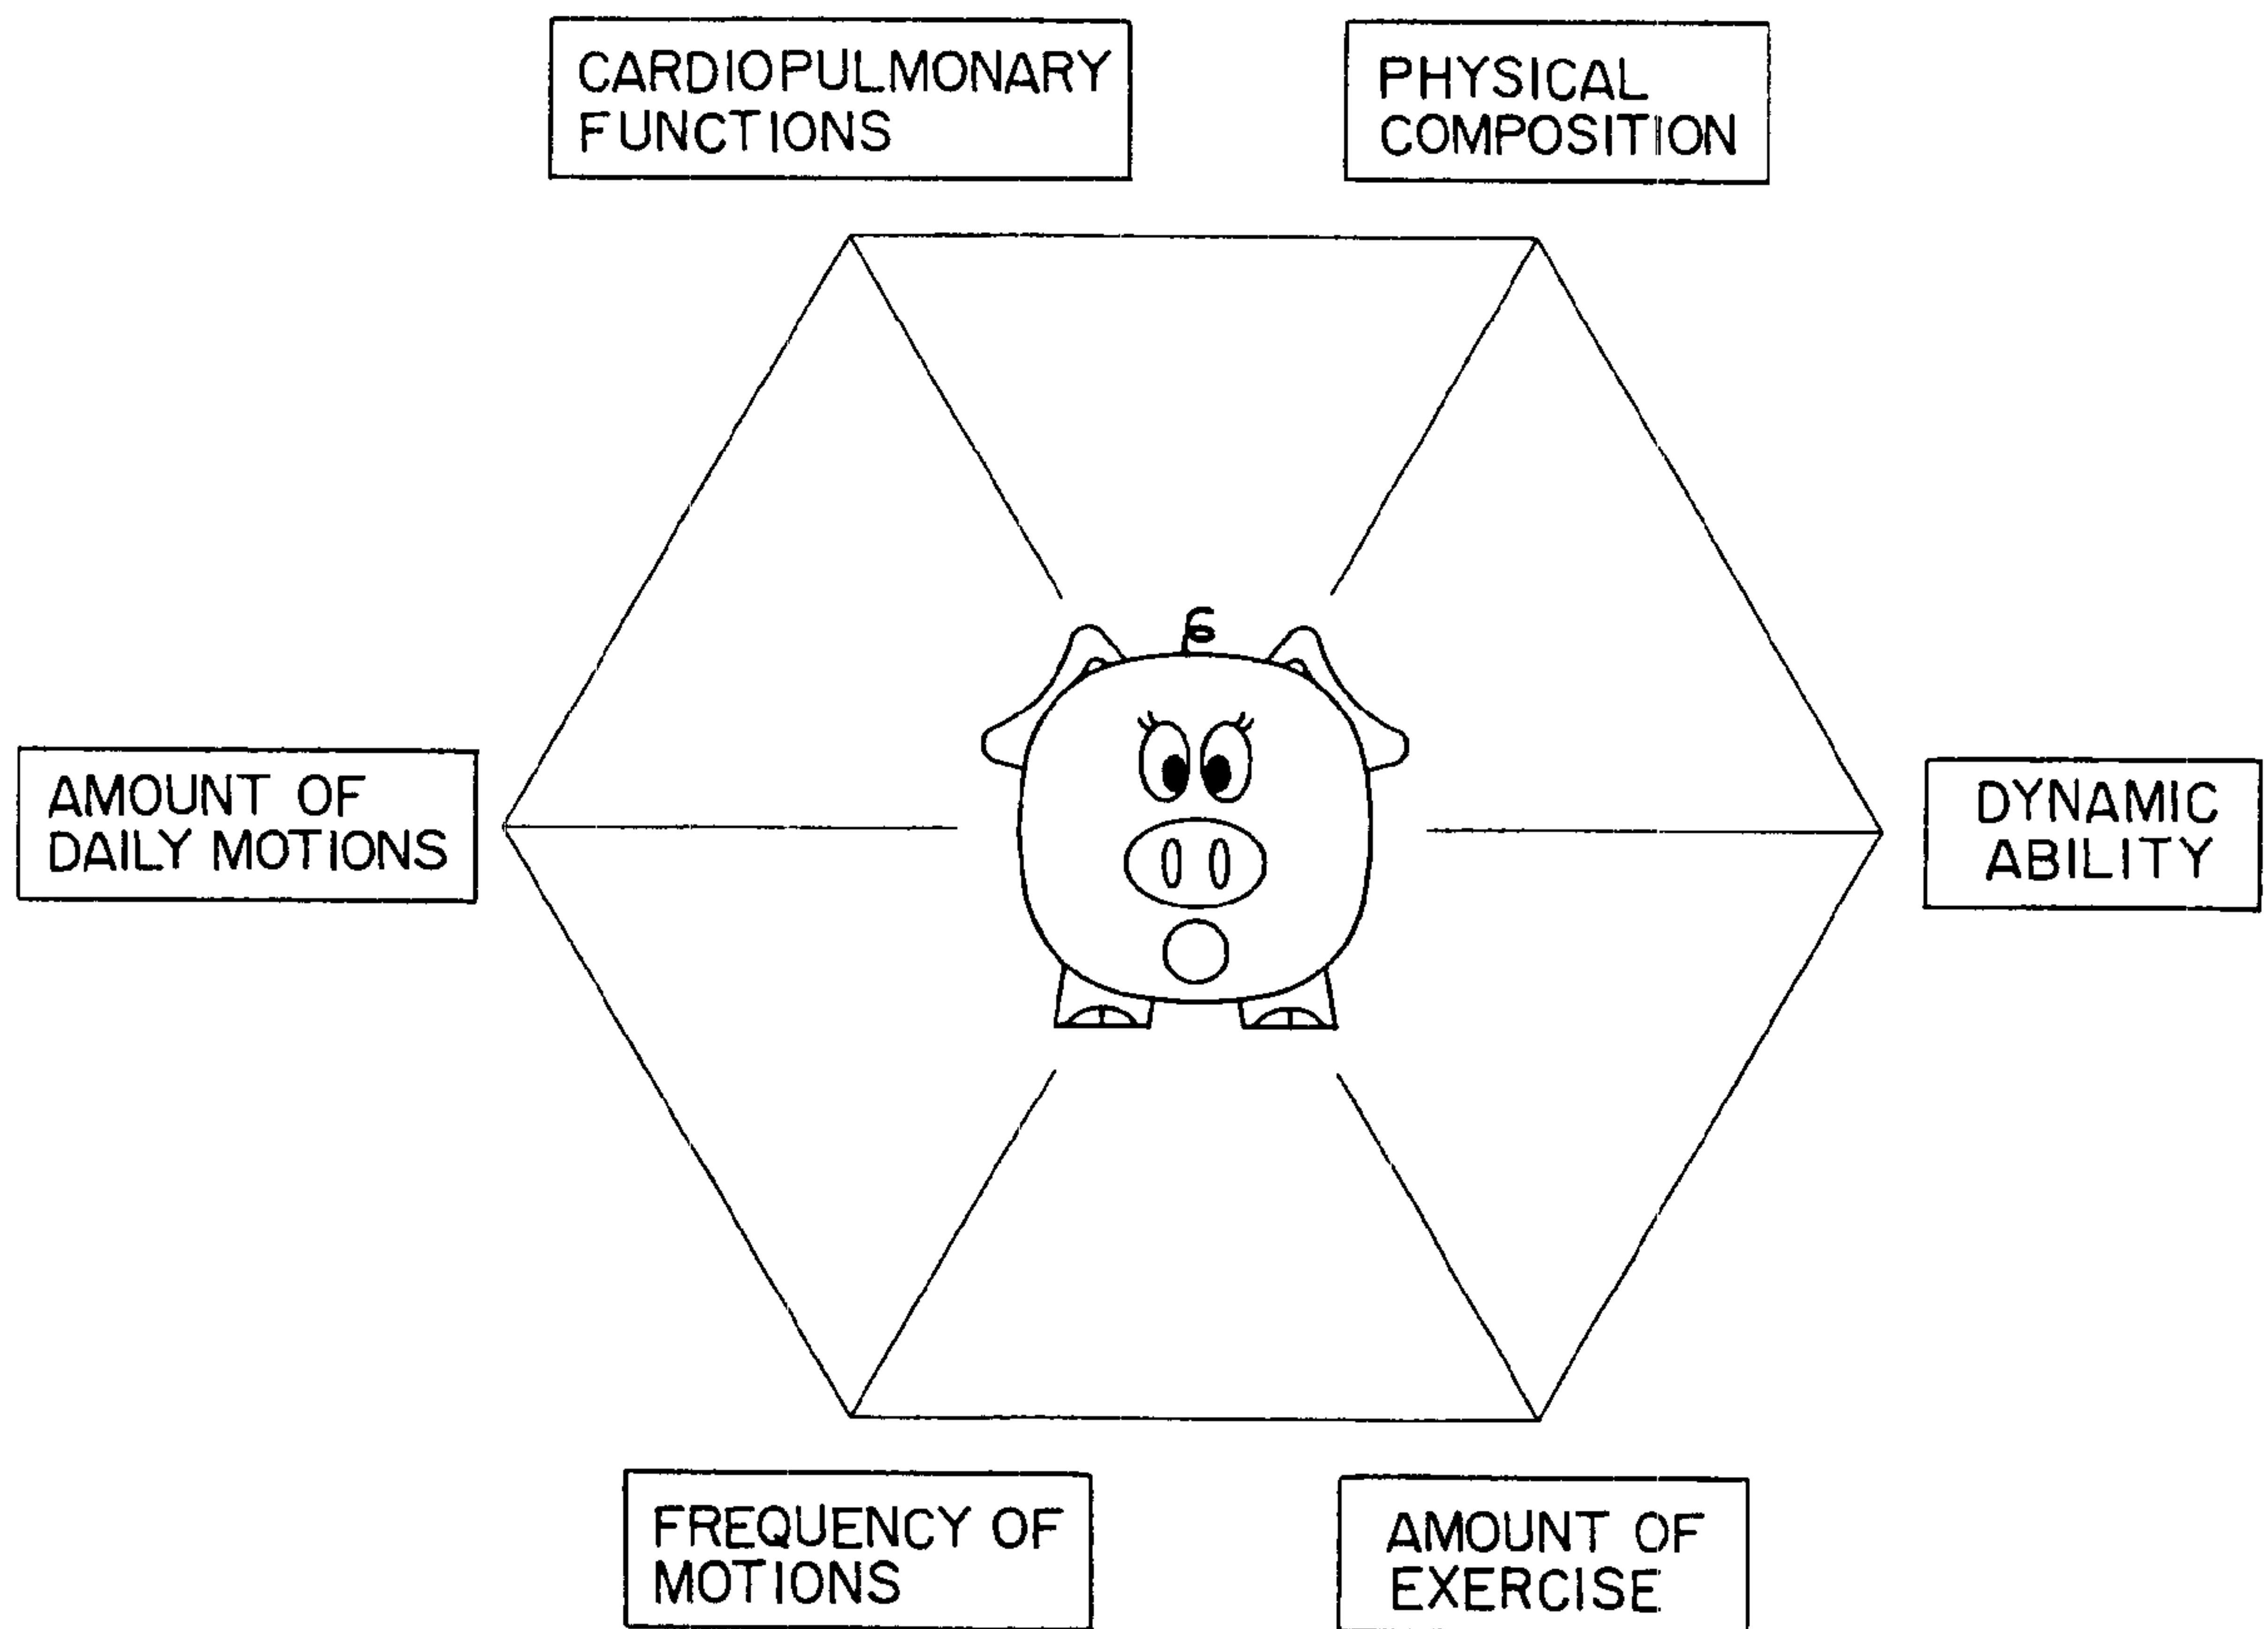 CARDIOPULMONARY
FUNCTIONS
PHYSICAL
COMPOSITION
AMOUNT OF
DAILY MOTIONS
DYNAMIC
ABILITY
FREQUENCY OF
MOTIONS
AMOUNT OF
EXERCISE